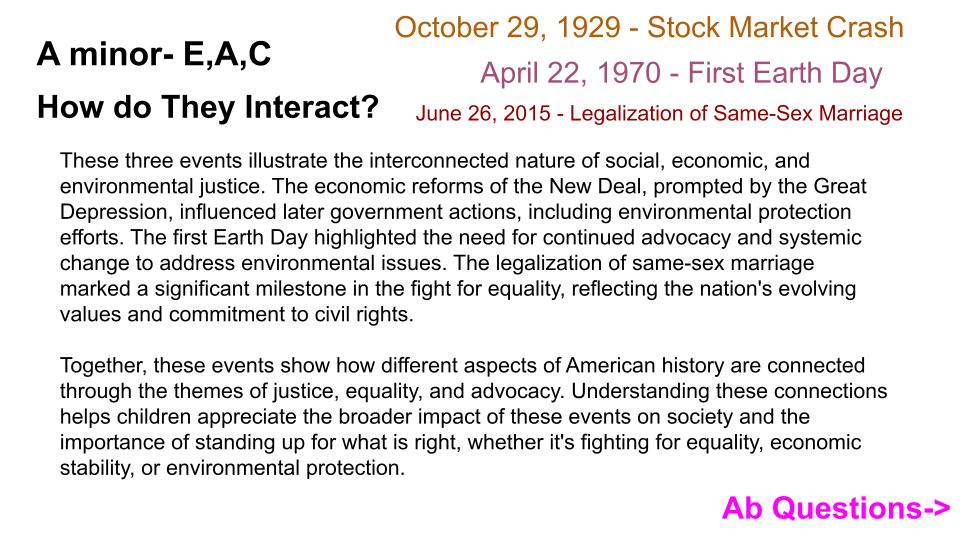 A minor- E,A,C
How do They Interact?
October 29, 1929 - Stock Market Crash
April 22, 1970 - First Earth Day
June 26, 2015 - Legalization of Same-Sex Marriage
These three events illustrate the interconnected nature of social, economic, and
environmental justice. The economic reforms of the New Deal, prompted by the Great
Depression, influenced later government actions, including environmental protection
efforts. The first Earth Day highlighted the need for continued advocacy and systemic
change to address environmental issues. The legalization of same-sex marriage
marked a significant milestone in the fight for equality, reflecting the nation's evolving
values and commitment to civil rights.
Together, these events show how different aspects of American history are connected
through the themes of justice, equality, and advocacy. Understanding these connections
helps children appreciate the broader impact of these events on society and the
importance of standing up for what is right, whether it's fighting for equality, economic
stability, or environmental protection.
Ab Questions->